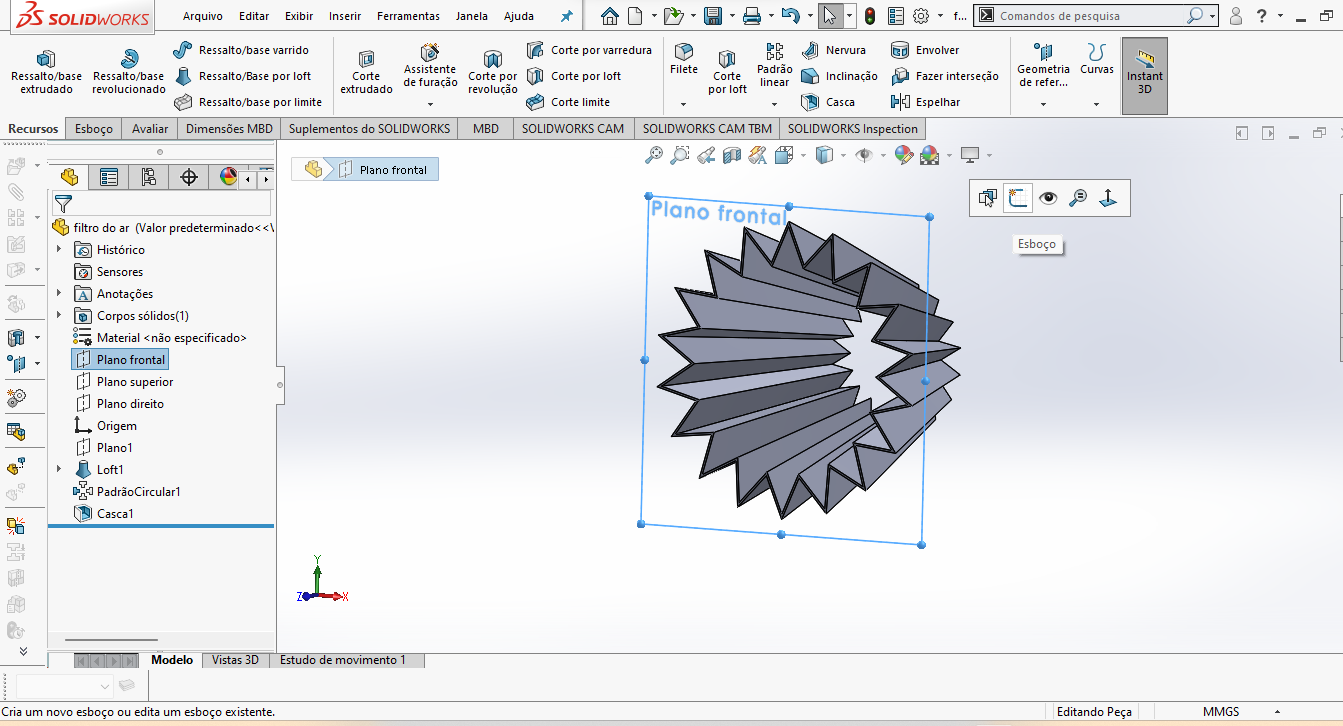 SOLIDWORKS
Arquivo Editar Exibir Inserir Ferramentas Janela Ajuda
f...
Comandos de pesquisa
?
Ressalto/base
extrudado
Ressalto/base
revolucionado
Ressalto/base varrido
Ressalto/Base por loft
Ressalto/base por limite
Corte
extrudado
Assistente
de furação
Corte por
revolução
Corte por varredura
Corte por loft
Corte limite
Filete
Corte
por loft
Padrão
linear
Nervura
Inclinação
Casca
Envolver
Fazer interseção
Espelhar
Geometria
de refer...
Curvas
Instant
3D
Recursos Esboço Avaliar Dimensões MBD Suplementos do SOLIDWORKS MBD SOLIDWORKS CAM SOLIDWORKS CAM TBM SOLIDWORKS Inspection
Plano frontal
filtro do ar (Valor predeterminado<<V
Histórico
Sensores
Anotações
Corpos sólidos(1)
Material <não especificado>
Plano frontal
Plano superior
Plano direito
Origem
Plano1
Loft1
PadrãoCircular1
Casca1
Plano frontal
Esboço
Y
Z
X
Modelo Vistas 3D Estudo de movimento 1
Cria um novo esboço ou edita um esboço existente.
Editando Peça
MMGS